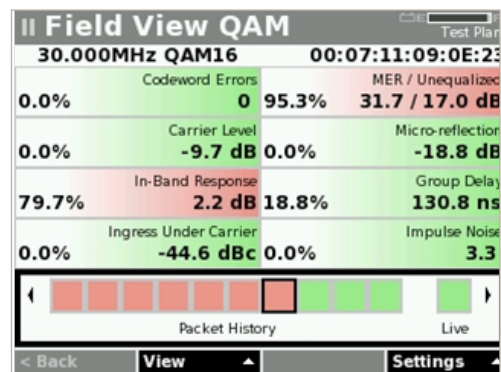 Field View QAM
Test Plan
30.000MHz QAM16 00:07:11:09:0E:23
Codeword Errors
0.0% 0
MER / Unequalized
95.3% 31.7 / 17.0 dB
Carrier Level
0.0% -9.7 dB
Micro-reflection
0.0% -18.8 dB
In-Band Response
79.7% 2.2 dB
Group Delay
18.8% 130.8 ns
Ingress Under Carrier
0.0% -44.6 dBc
Impulse Noise
0.0% 3.3
Packet History
Live
< Back View Settings